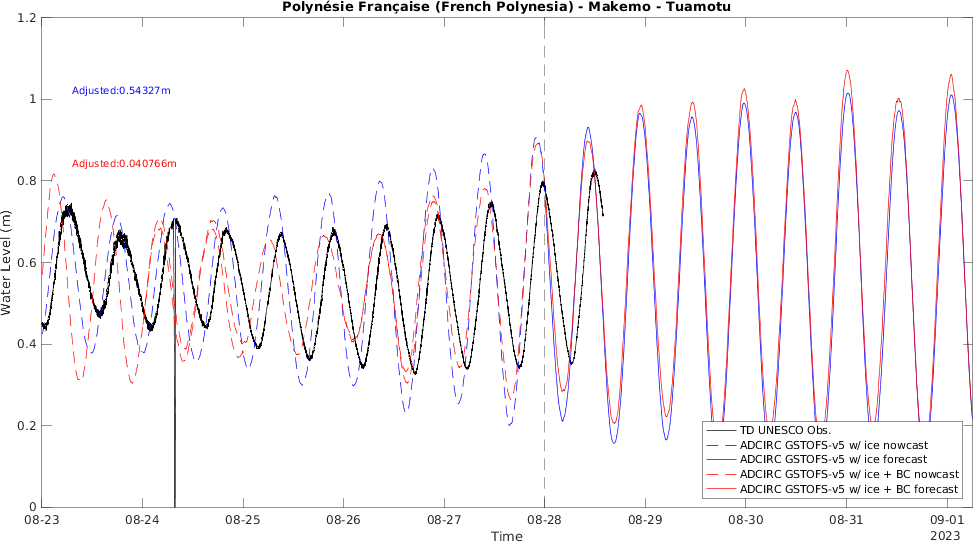 Polynésie Française (French Polynesia) - Makemo - Tuamotu
1.2
1
0.8
0.6
0.4
0.2
0
Water Level (m)
Adjusted:0.54327m
Adjusted:0.040766m
TD UNESCO Obs.
ADCIRC GSTOFS-v5 w/ ice nowcast
ADCIRC GSTOFS-v5 w/ ice forecast
ADCIRC GSTOFS-v5 w/ ice + BC nowcast
ADCIRC GSTOFS-v5 w/ ice + BC forecast
08-23 08-24 08-25 08-26 08-27 08-28 08-29 08-30 08-31 09-01
2023
Time